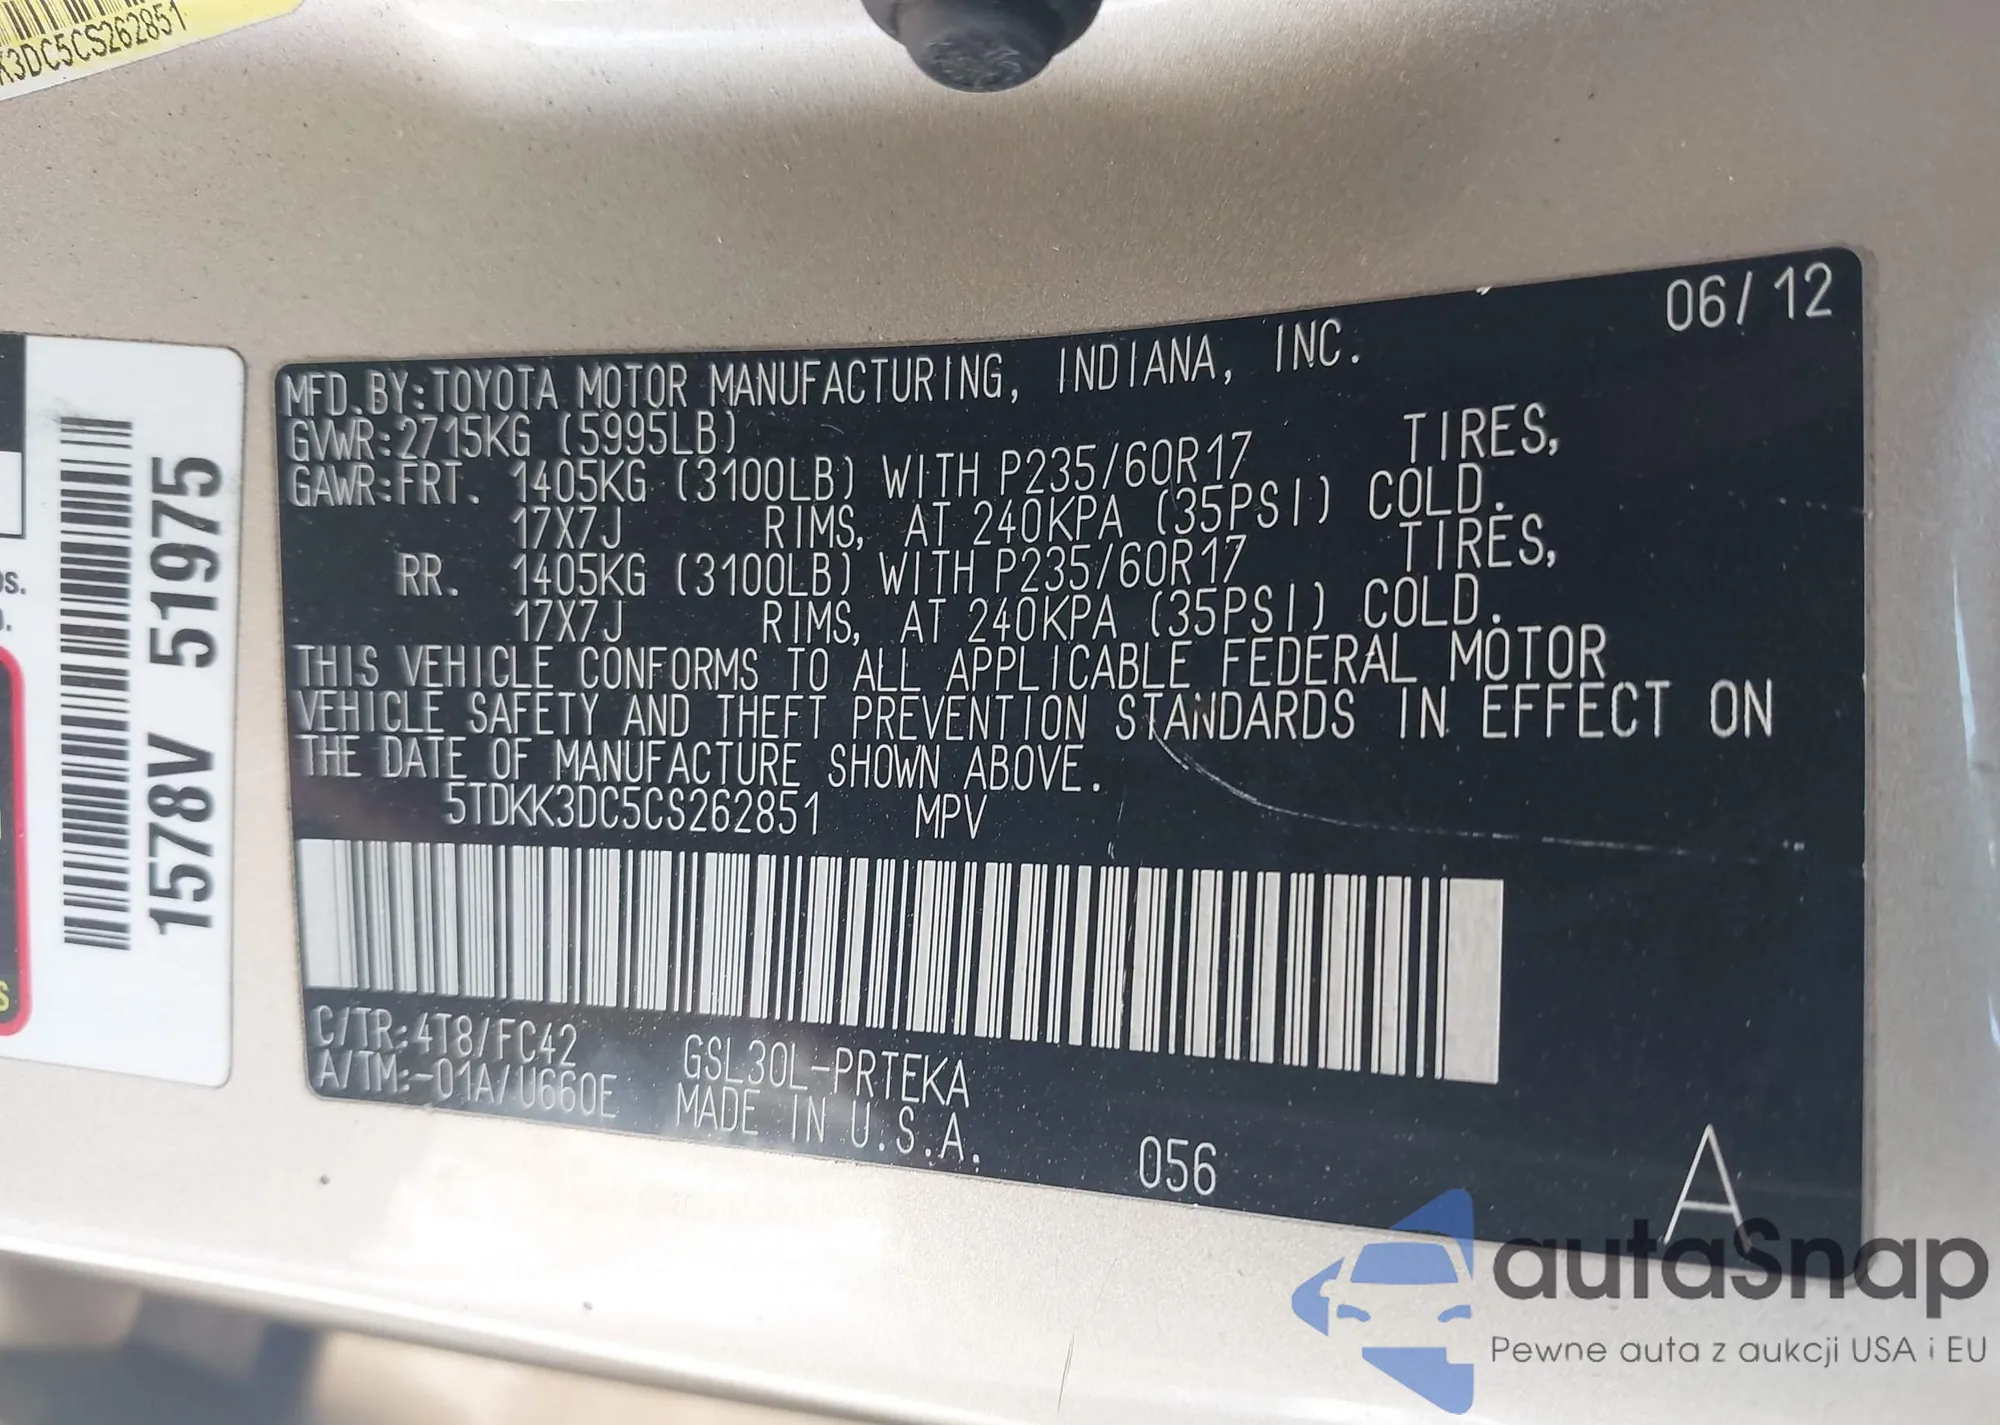 K3DC5CS262851
1578V 51975
os.
06/12
MFD.BY:TOYOTA MOTOR MANUFACTURING, INDIANA, INC.
GVWR:2715KG (5995LB)
GAWR:FRT. 1405KG (3100LB) WITH P235/60R17 TIRES,
17X7J RIMS, AT 240KPA (35PSI) COLD.
RR. 1405KG (3100LB) WITH P235/60R17 TIRES,
17X7J RIMS, AT 240KPA (35PSI) COLD.
THIS VEHICLE CONFORMS TO ALL APPLICABLE FEDERAL MOTOR
VEHICLE SAFETY AND THEFT PREVENTION STANDARDS IN EFFECT ON
THE DATE OF MANUFACTURE SHOWN ABOVE.
5TDKK3DC5CS262851 MPV
C/TR:4T8/FC42 GSL30L-PRTEKA
A/TM:-01A/U660E MADE IN U.S.A.
056
A
autaSnap
Pewne auta z aukcji USA i EU